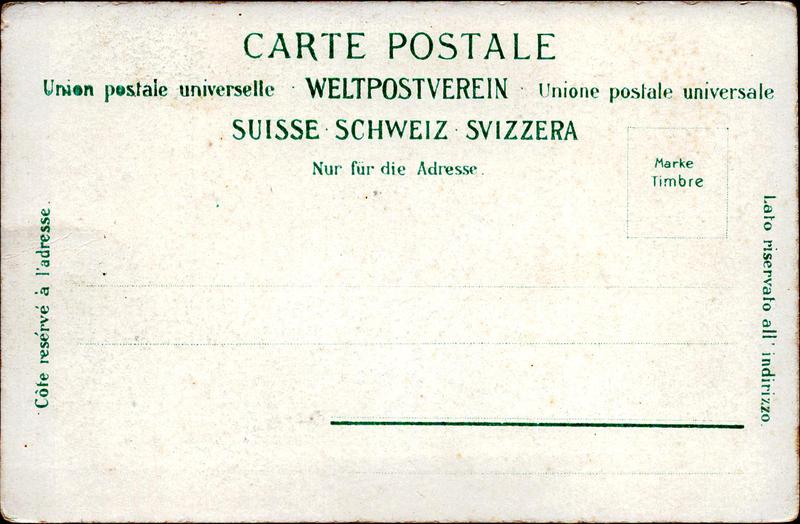 CARTE POSTALE
Union postale universelle · WELTPOSTVEREIN · Unione postale universale
SUISSE · SCHWEIZ · SVIZZERA
Nur für die Adresse.
Marke
Timbre
Côte resérvé à l'adresse.
Lato riservato all' indirizzo.